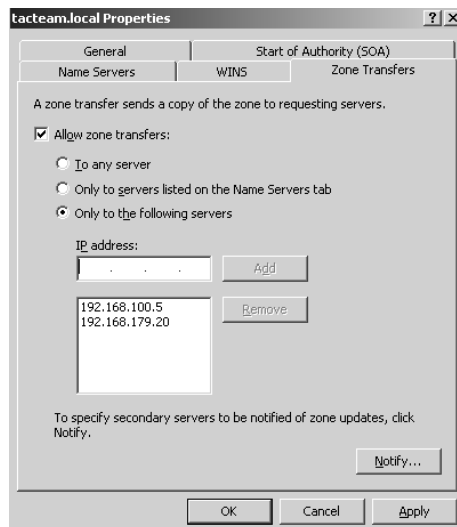 tacteam.local Properties
? ×
General
Start of Authority (SOA)
Name Servers
WINS
Zone Transfers
A zone transfer sends a copy of the zone to requesting servers.
Allow zone transfers:
To any server
Only to servers listed on the Name Servers tab
Only to the following servers
IP address:
. . .
Add
192.168.100.5
192.168.179.20
Remove
To specify secondary servers to be notified of zone updates, click
Notify.
Notify...
OK
Cancel
Apply